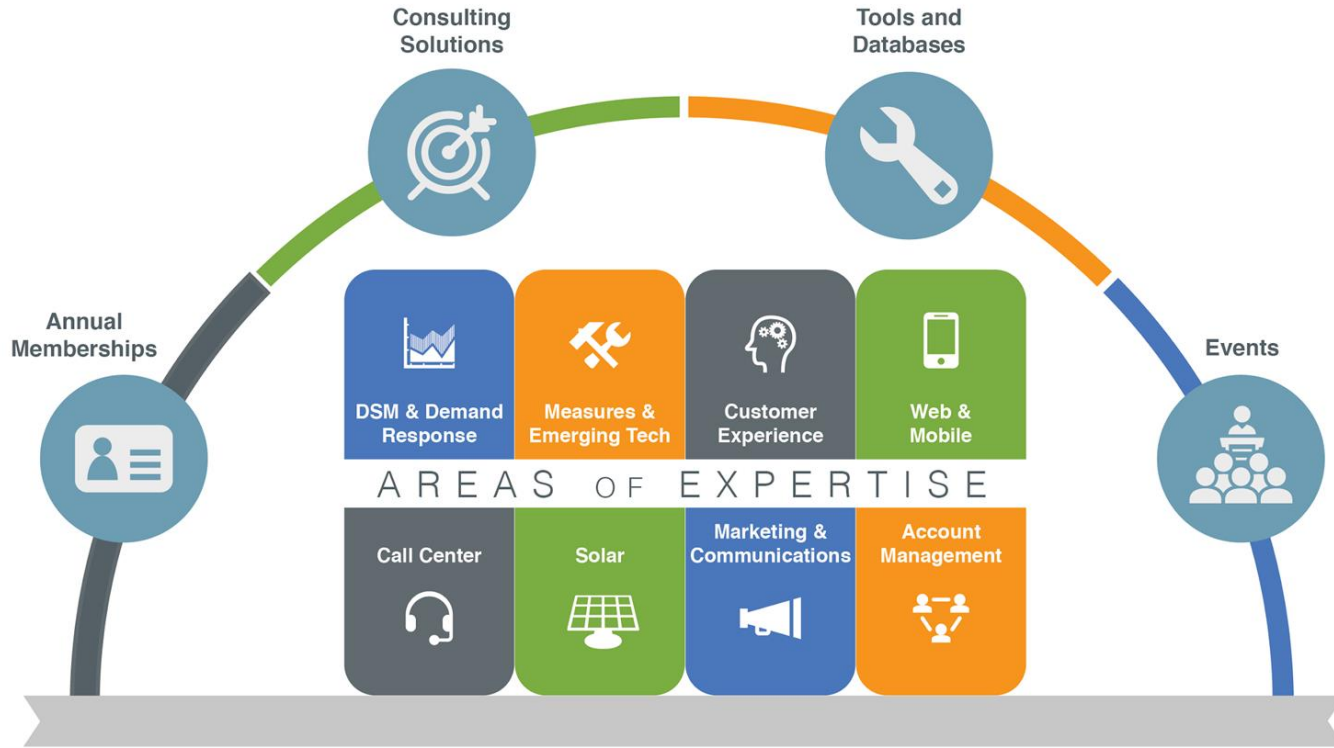 Consulting
Solutions
Tools and
Databases
Annual
Memberships
Events
DSM & Demand
Response
Measures &
Emerging Tech
Customer
Experience
Web &
Mobile
AREAS OF EXPERTISE
Call Center
Solar
Marketing &
Communications
Account
Management